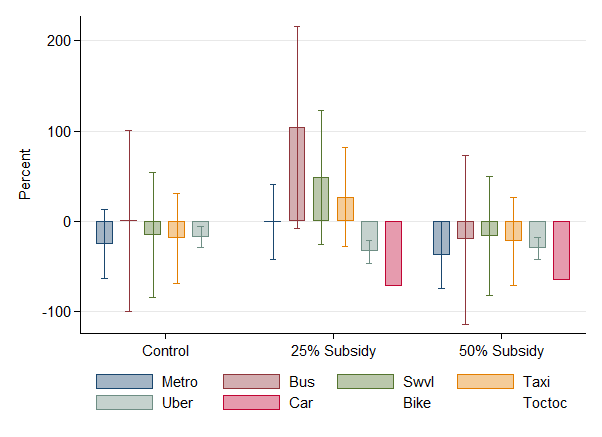 200
100
0
-100
Percent
Control 25% Subsidy 50% Subsidy
Metro Bus Swvl Taxi
Uber Car Bike Toctoc